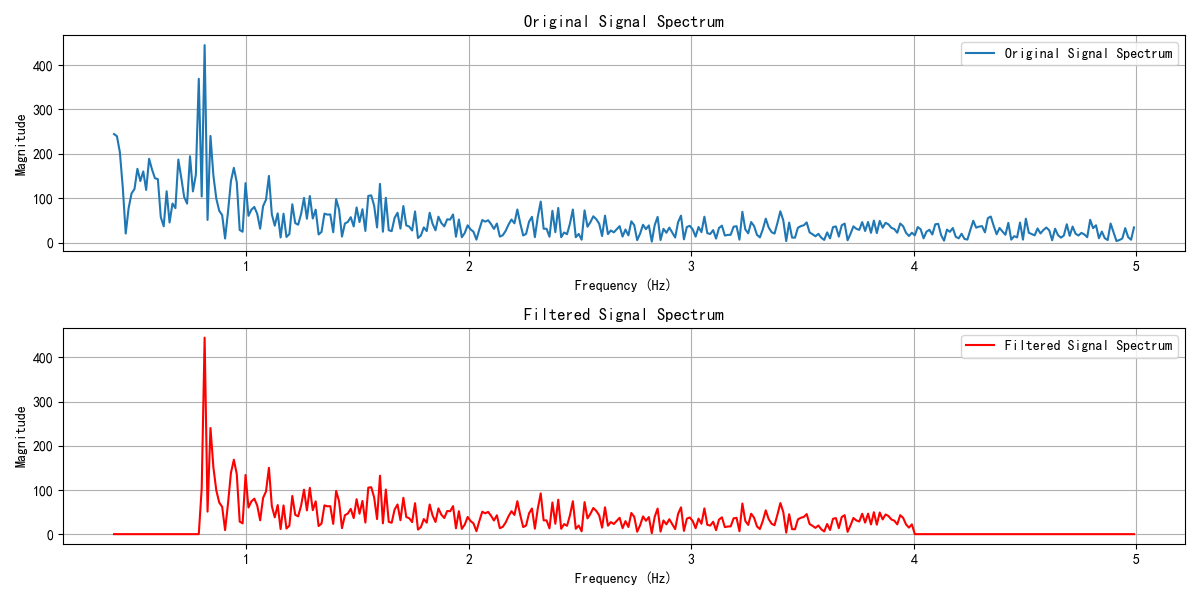 Original Signal Spectrum
Original Signal Spectrum
Magnitude
400
300
200
100
0
1 2 3 4 5
Frequency (Hz)
Filtered Signal Spectrum
Filtered Signal Spectrum
Magnitude
400
300
200
100
0
1 2 3 4 5
Frequency (Hz)